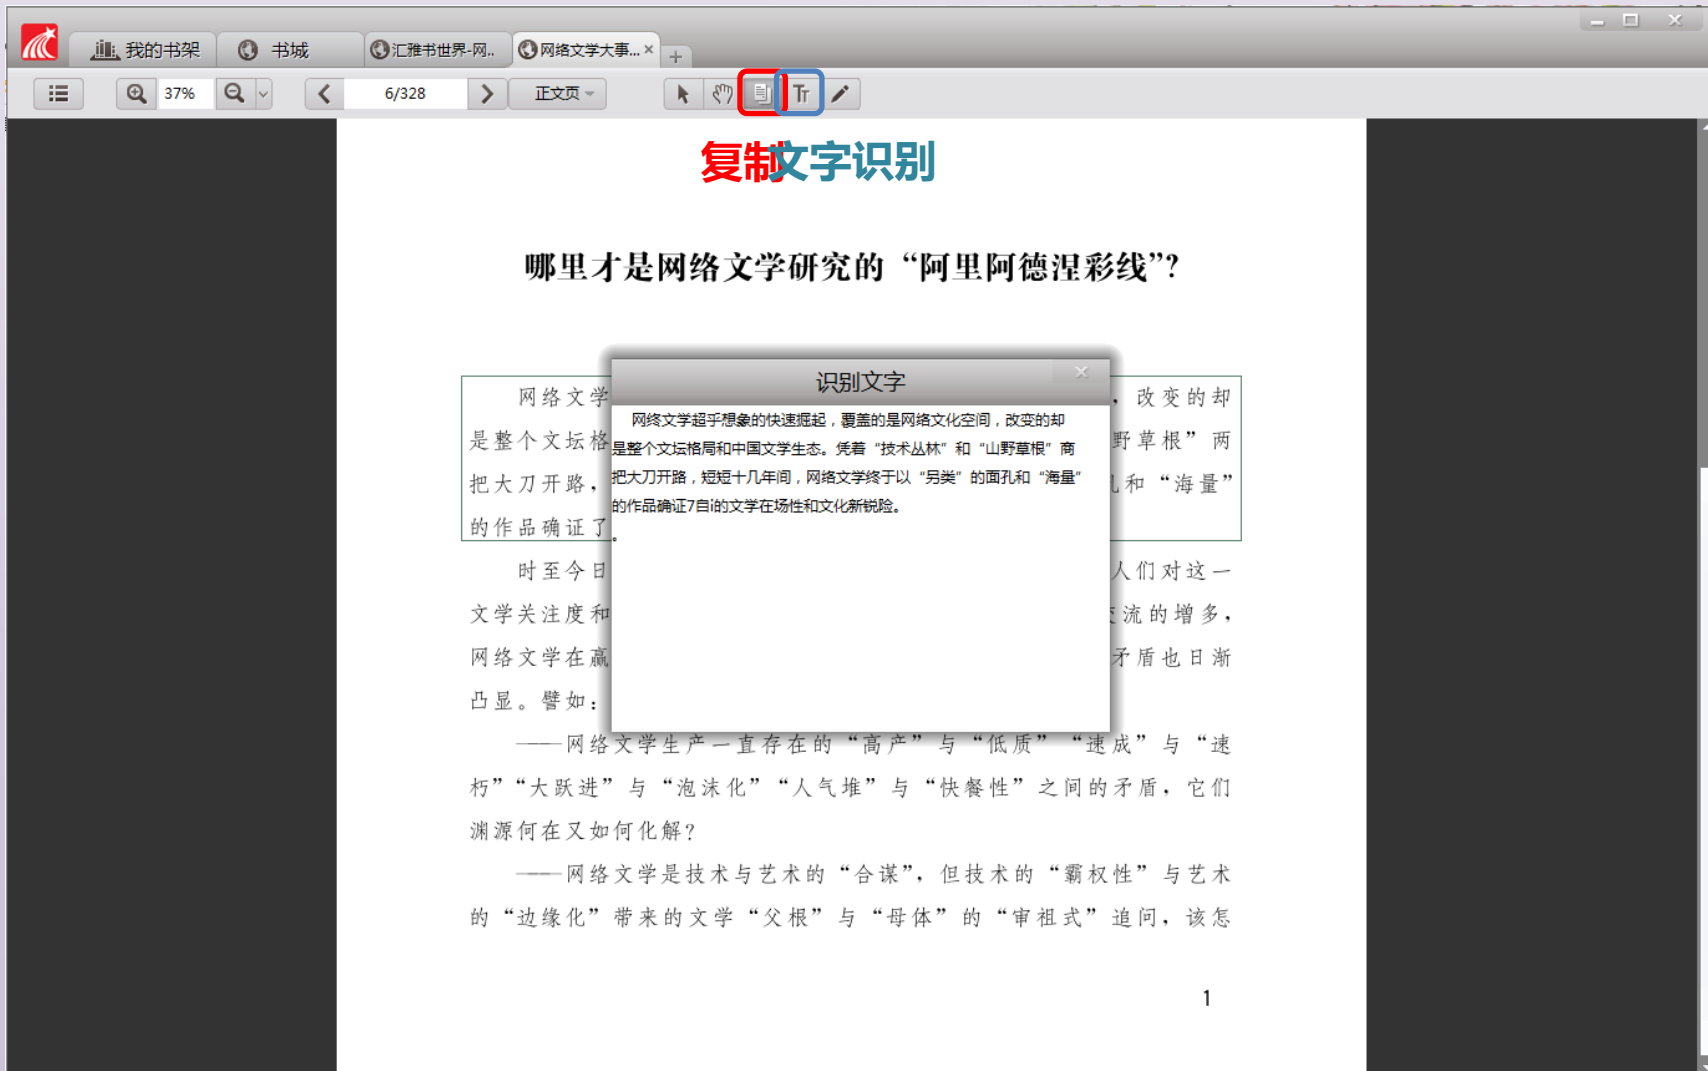 我的书架
书城
汇雅书世界-网..
网络文学大事...
37%
6/328
正文页
复制文字识别
哪里才是网络文学研究的“阿里阿德涅彩线”?
识别文字
网终文学超乎想象的快速掘起，覆盖的是网络文化空间，改变的却
是整个文坛格局和中国文学生态。凭着“技术丛林”和“山野草根”商
把大刀开路，短短十几年间，网络文学终于以“另类”的面孔和“海量”
的作品确证7自i的文学在场性和文化新锐险。
。
网络文学
，改变的却
是整个文坛格
野草根”两
把大刀开路，
和“海量”
的作品确证了
时至今日
人们对这一
文学关注度和
流的增多，
网络文学在赢
矛盾也日渐
凸显。譬如：
——网络文学生产一直存在的“高产”与“低质”“速成”与“速
朽”“大跃进”与“泡沫化”“人气堆”与“快餐性”之间的矛盾，它们
渊源何在又如何化解?
——网络文学是技术与艺术的“合谋”，但技术的“霸权性”与艺术
的“边缘化”带来的文学“父根”与“母体”的“审祖式”追问，该怎
1